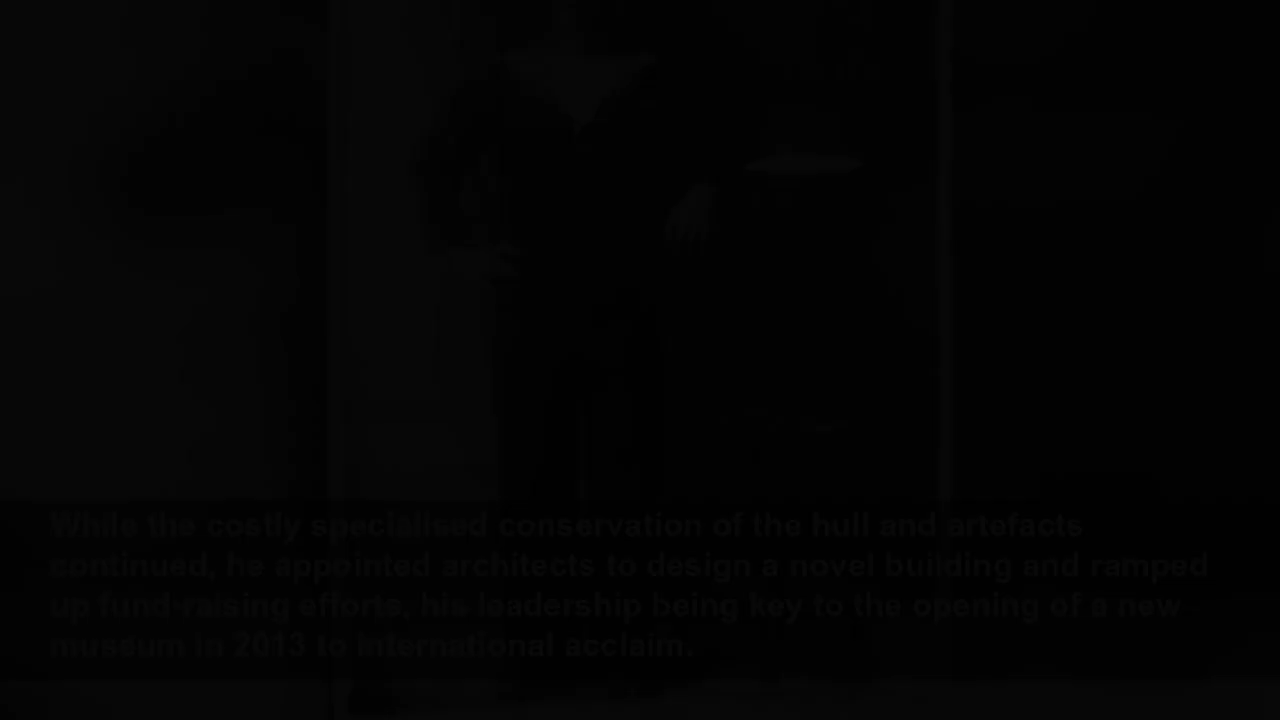 While the costly specialised conservation of the hull and artefacts
continued, he appointed architects to design a novel building and ramped
up fund-raising efforts, his leadership being key to the opening of a new
museum in 2013 to international acclaim.